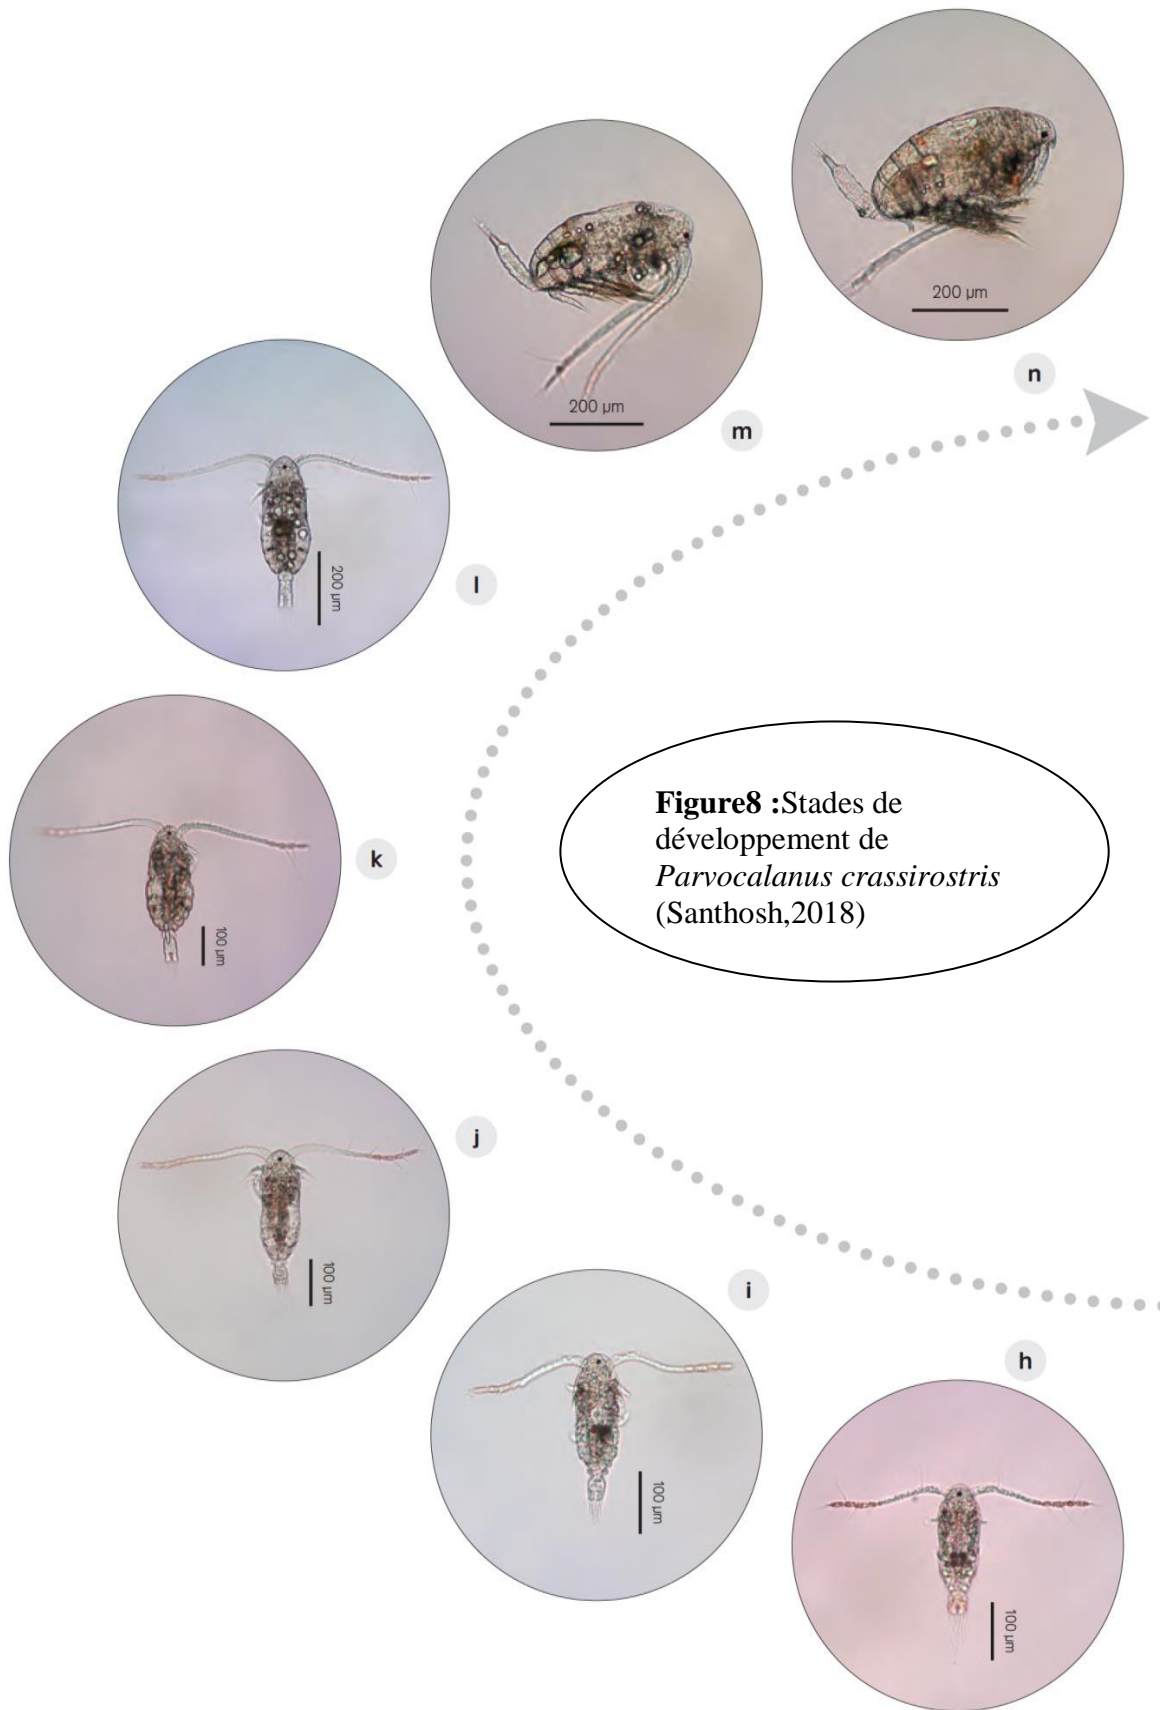 200 µm
n
200 µm
m
200 µm
l
Figure8 :Stades de
développement de
Parvocalanus crassirostris
(Santhosh,2018)
k
100 µm
j
100 µm
i
100 µm
h
100 µm